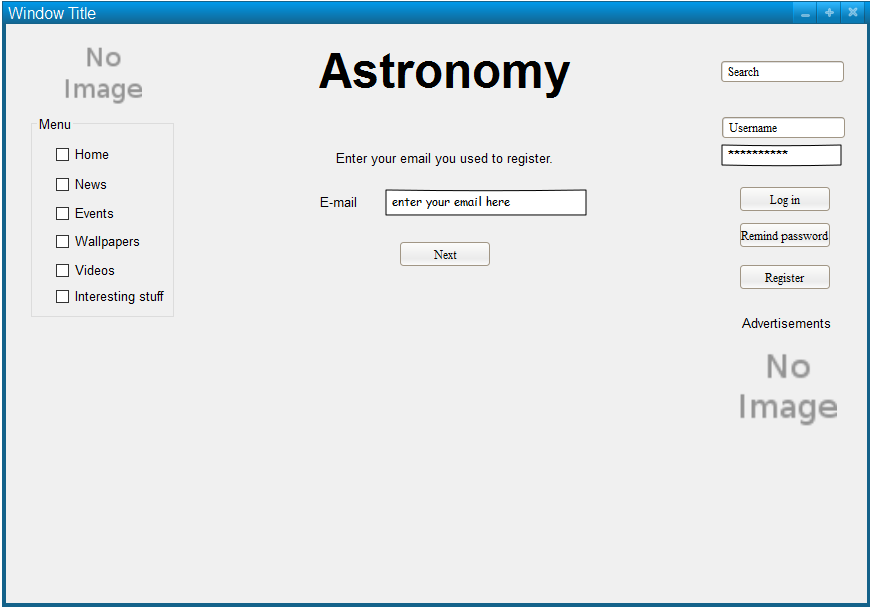 Window Title
No
Image
Astronomy
Search
Menu
Home
News
Events
Wallpapers
Videos
Interesting stuff
Enter your email you used to register.
E-mail
enter your email here
Next
Username
**********
Log in
Remind password
Register
Advertisements
No
Image